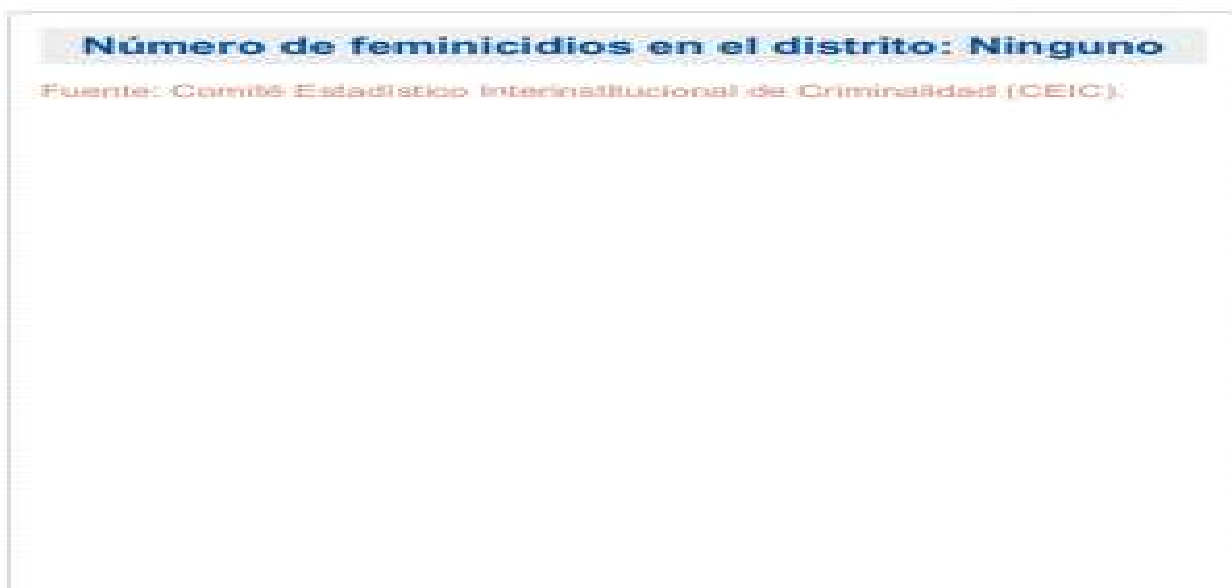 Número de feminicidios en el distrito: Ninguno
Fuente: Comité Estadístico Interinstitucional de Criminalidad (CEIC).